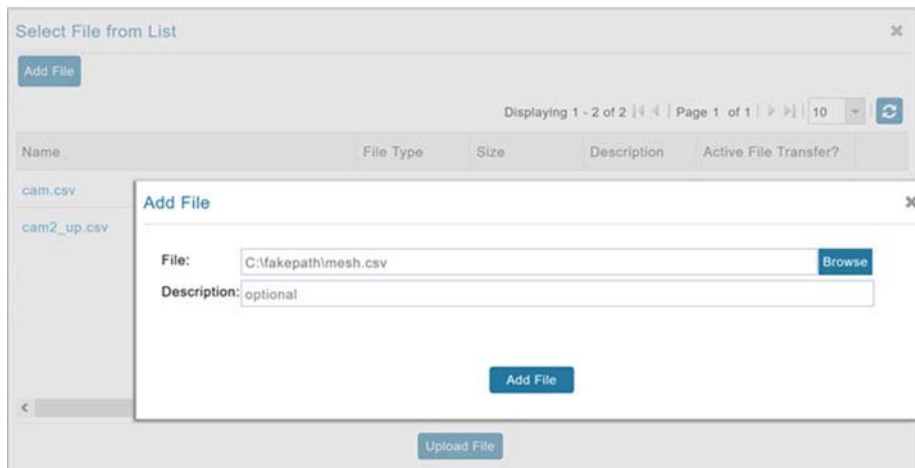 Select File from List
Add File
Displaying 1 - 2 of 2 | Page 1 of 1 | 10
Name File Type Size Description Active File Transfer?
cam.csv
cam2_up.csv
Add File
File: C:\fakepath\mesh.csv Browse
Description: optional
Add File
Upload File